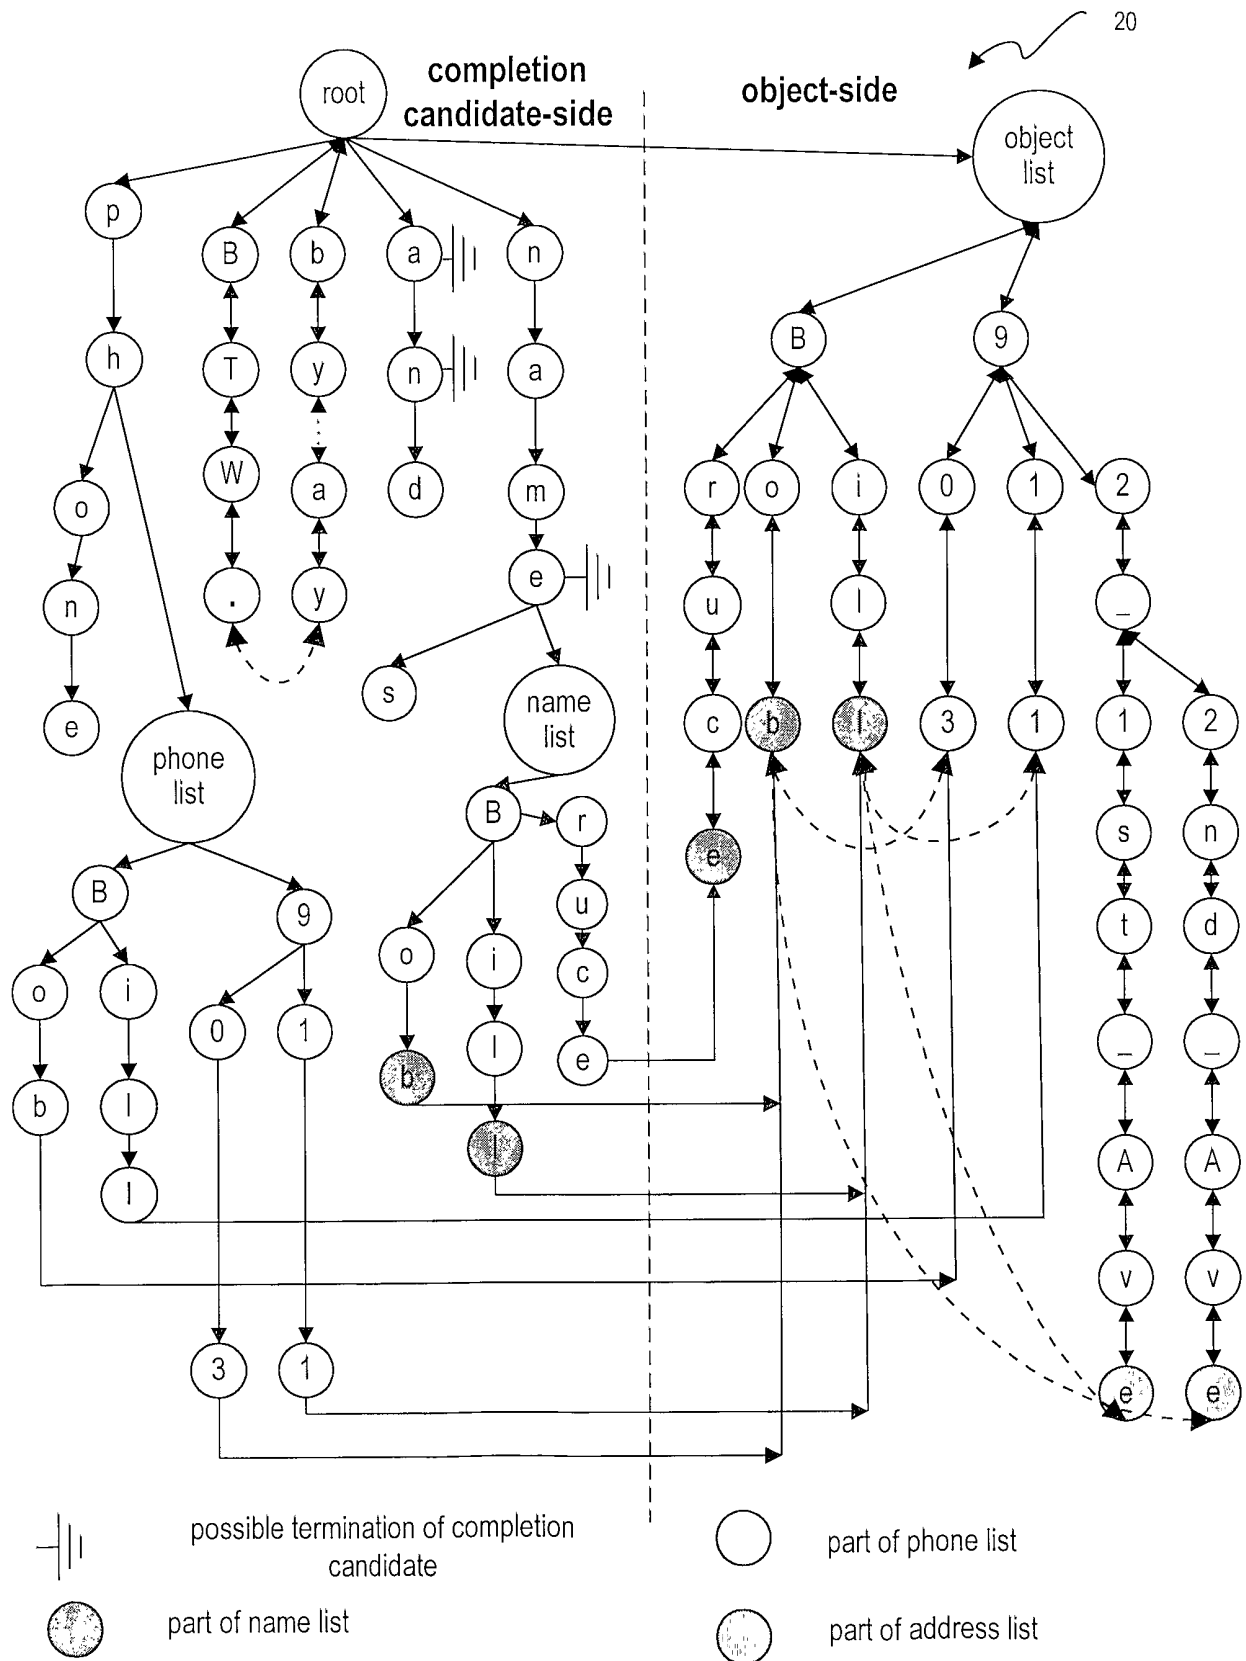 20
completion
candidate-side
object-side
root
object
list
p
B
b
a
n
h
T
y
n
a
B
9
o
W
a
d
m
r
o
i
0
1
2
n
.
y
e
u
l
_
e
s
name
list
c
b
l
3
1
1
2
phone
list
B
r
e
s
n
B
9
o
i
u
t
d
o
i
0
1
l
c
e
_
_
b
l
b
l
A
A
l
v
v
3
1
e
e
possible termination of completion
candidate
part of phone list
part of name list
part of address list